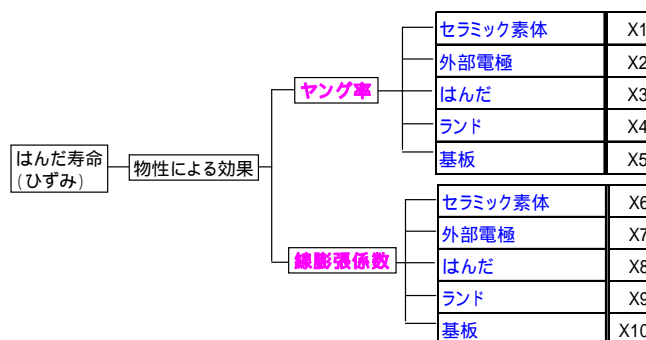 セラミック素体 X1
外部電極 X2
ヤング率
はんだ X3
ランド X4
基板 X5
はんだ寿命
(ひずみ)
物性による効果
セラミック素体 X6
外部電極 X7
線膨張係数
はんだ X8
ランド X9
基板 X10